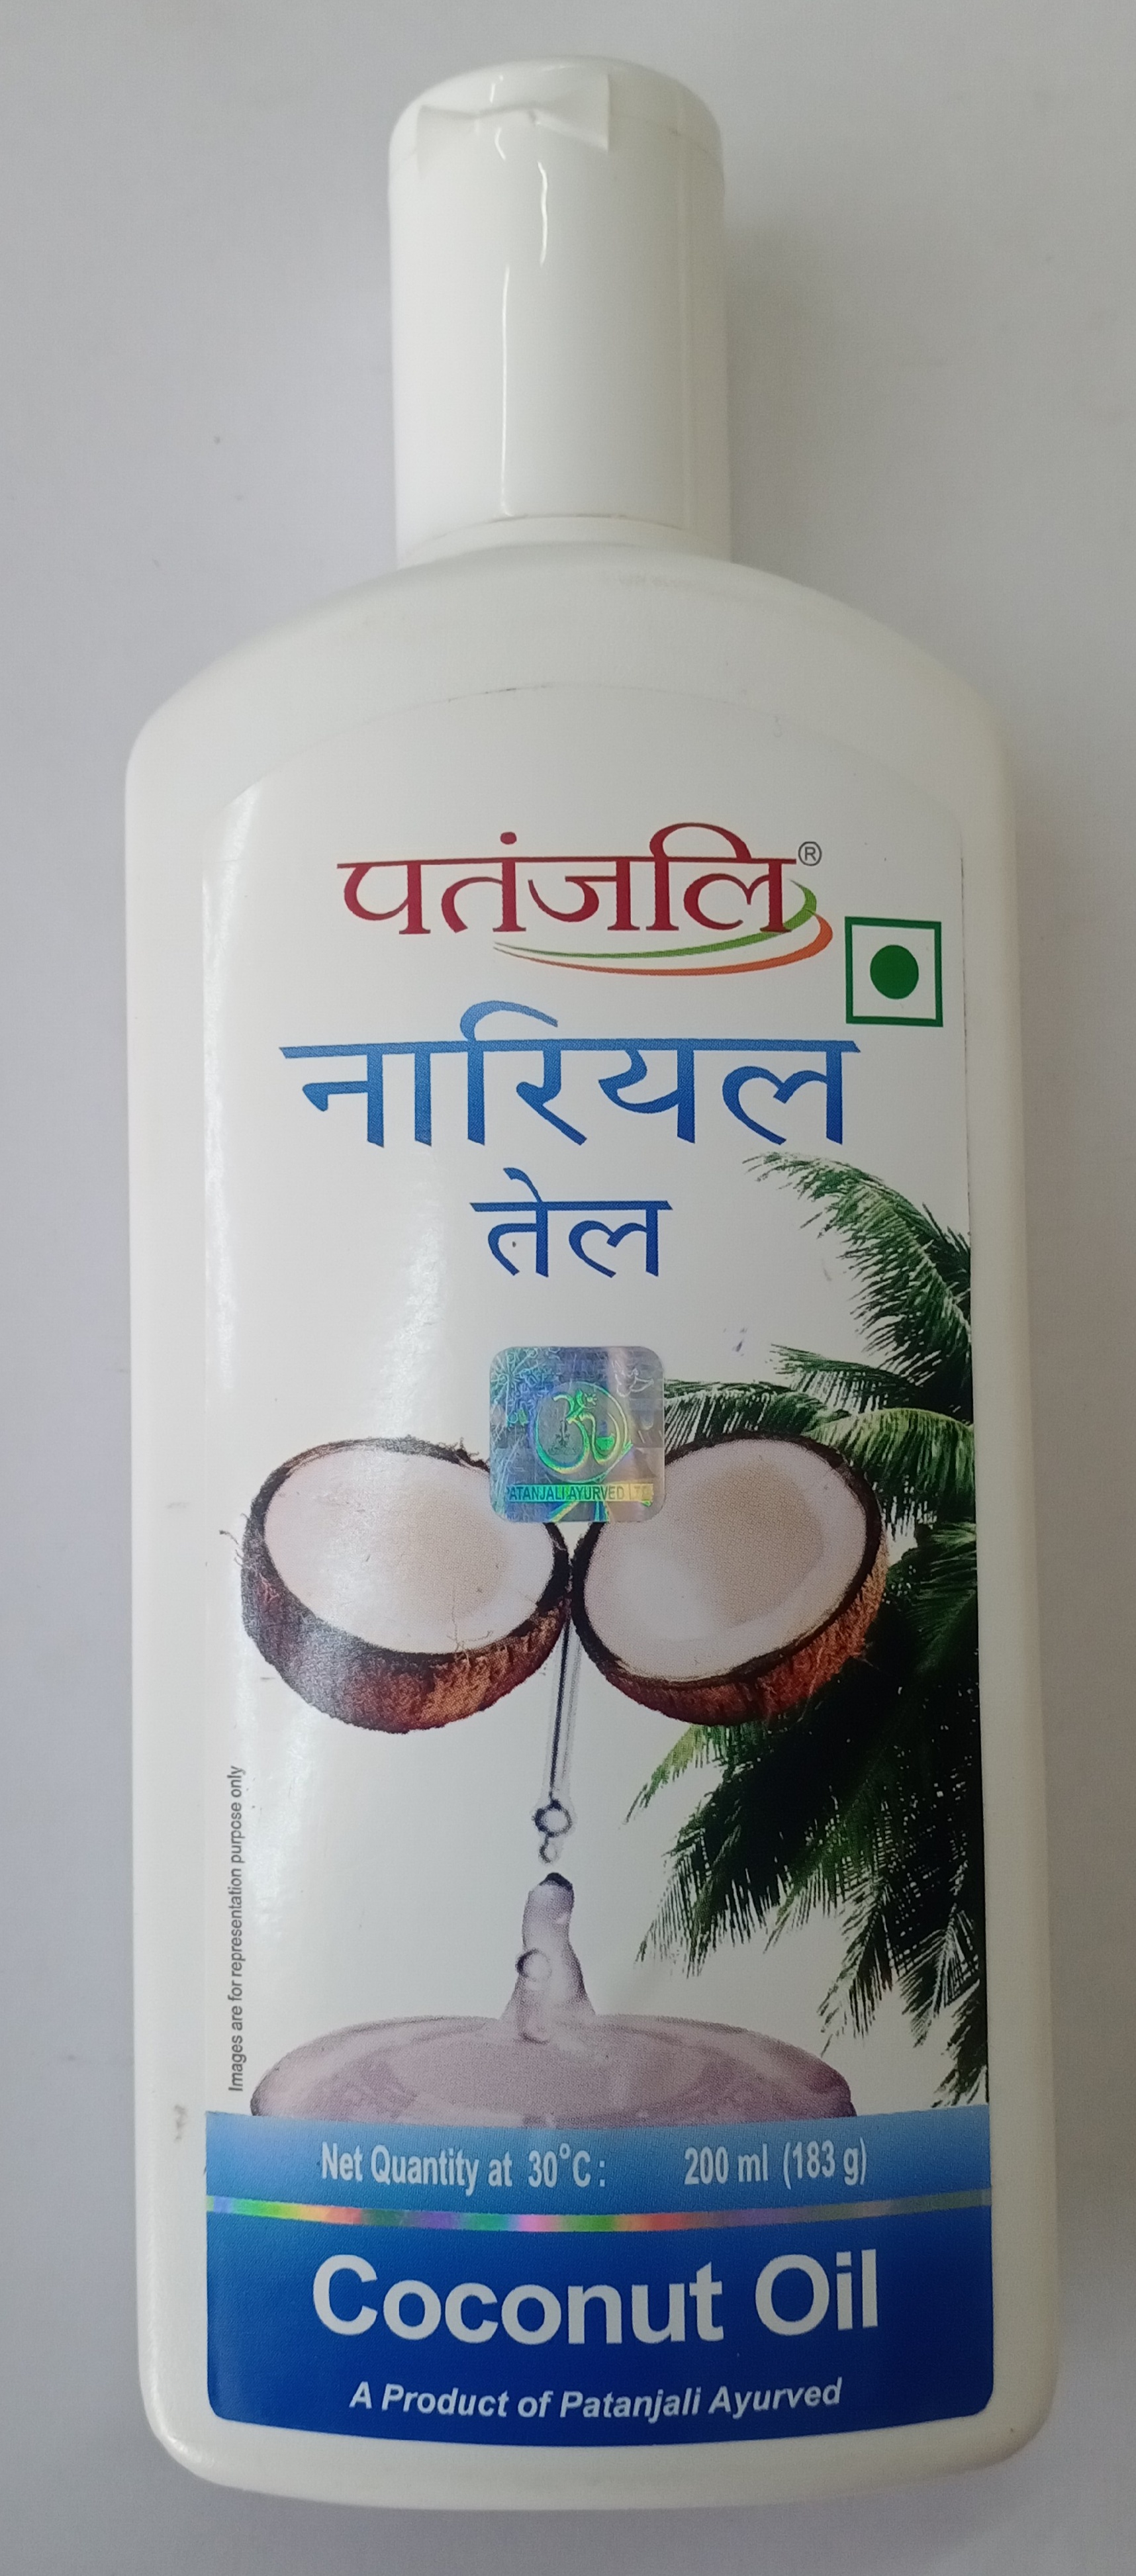 पतंजलि®
नारियल
तेल
ॐ
PATANJALI AYURVED LTD
Images are for representation purpose only
Net Quantity at 30°C: 200 ml (183 g)
Coconut Oil
A Product of Patanjali Ayurved